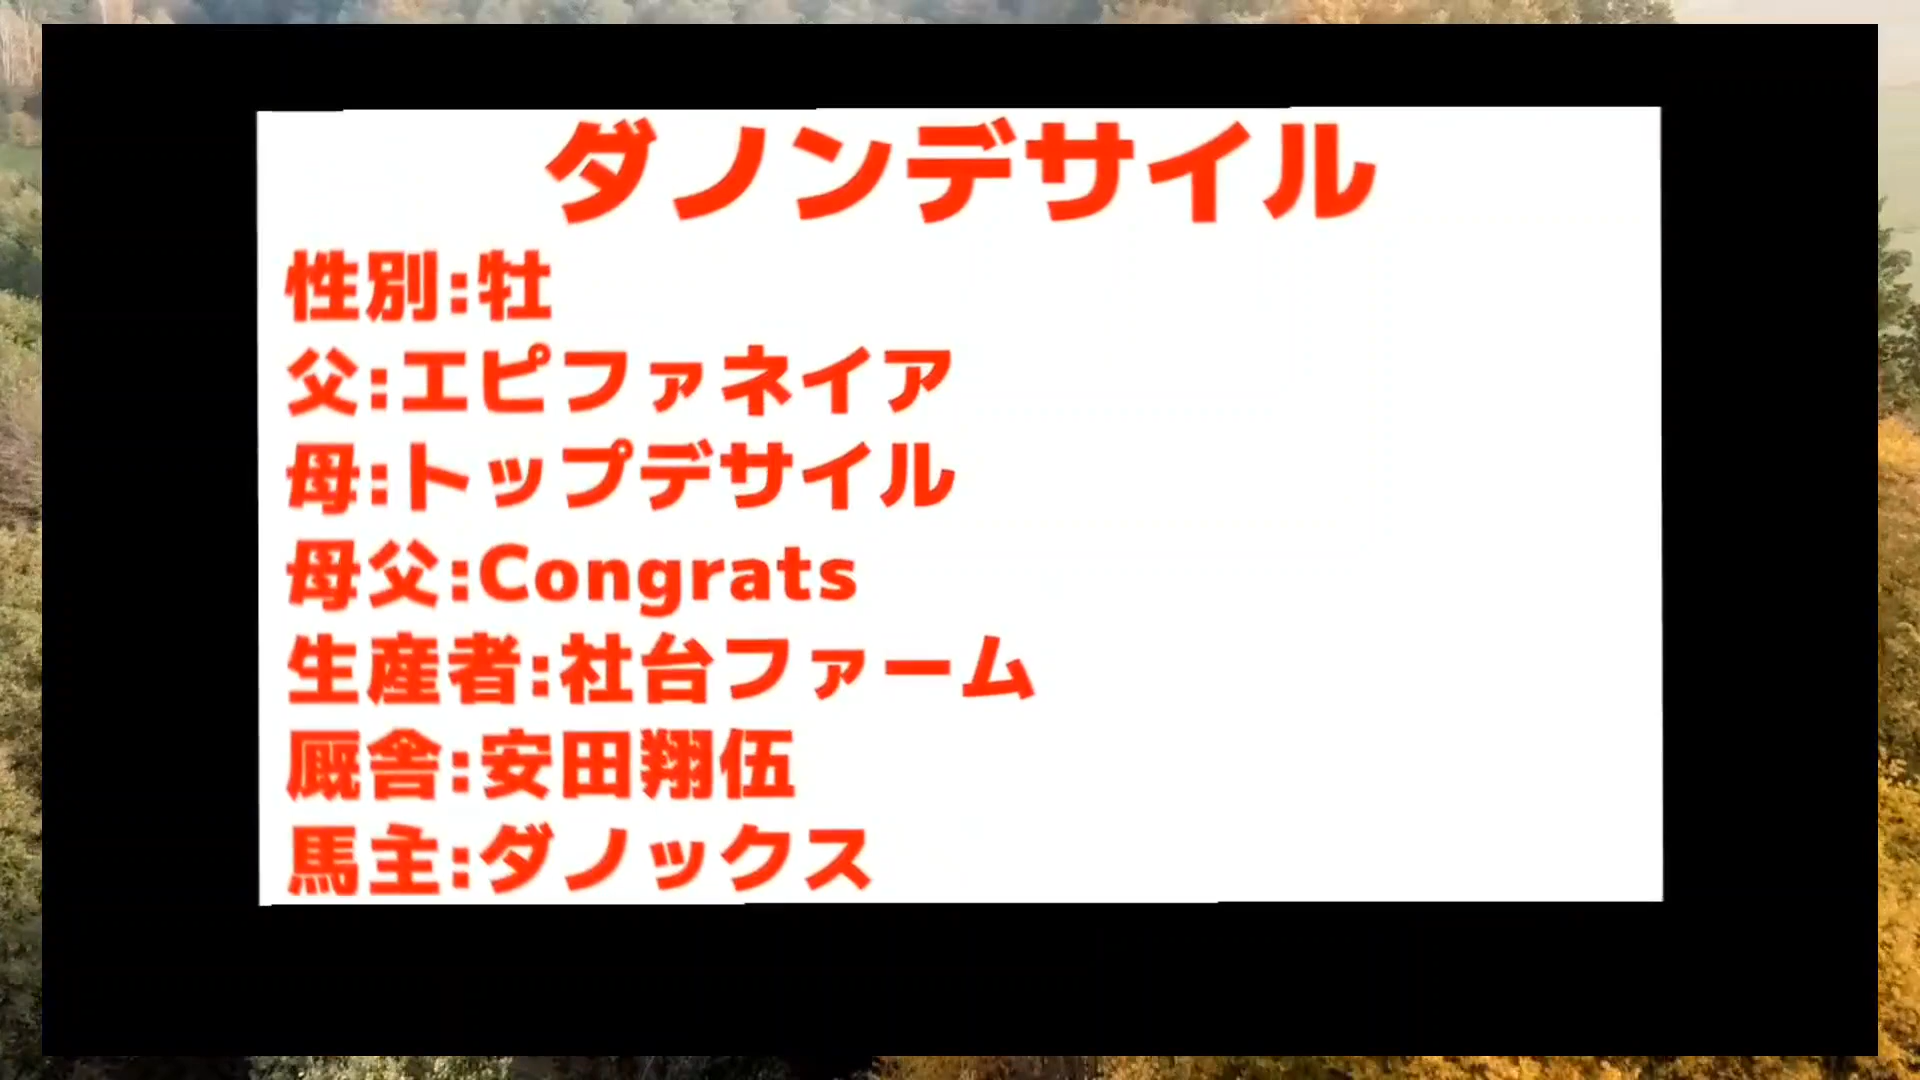 ダノンデサイル
性別:牡
父:エピファネイア
母:トップデサイル
母父:Congrats
生産者:社台ファーム
厩舎:安田翔伍
馬主:ダノックス